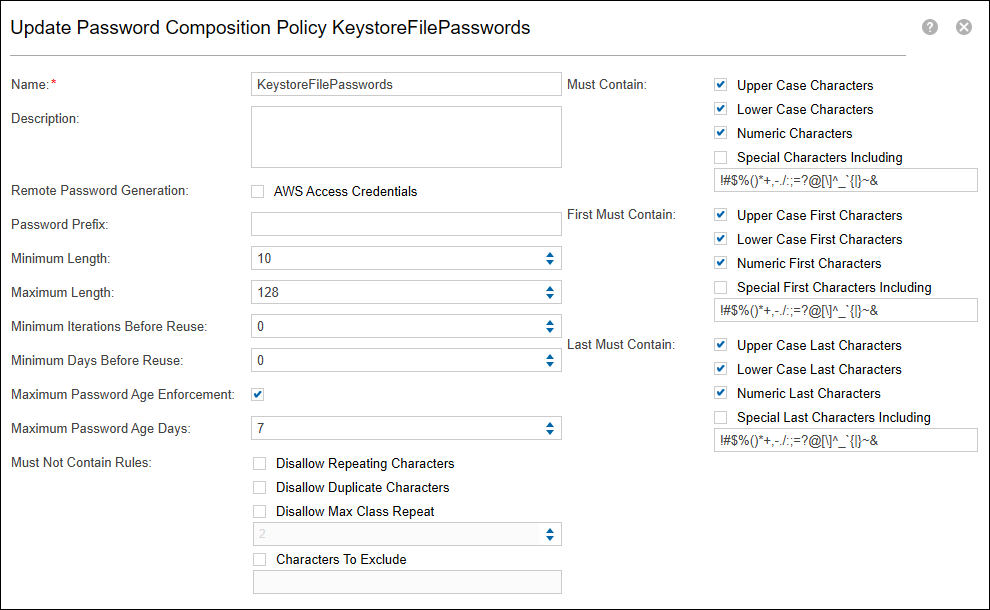 Update Password Composition Policy KeystoreFilePasswords
?
Name:*
KeystoreFilePasswords
Description:
Remote Password Generation:
AWS Access Credentials
Password Prefix:
Minimum Length:
10
Maximum Length:
128
Minimum Iterations Before Reuse:
0
Minimum Days Before Reuse:
0
Maximum Password Age Enforcement:
Maximum Password Age Days:
7
Must Not Contain Rules:
Disallow Repeating Characters
Disallow Duplicate Characters
Disallow Max Class Repeat
2
Characters To Exclude
Must Contain:
Upper Case Characters
Lower Case Characters
Numeric Characters
Special Characters Including
!#$%()*+,-./:;=?@[\]^_`{|}~&
First Must Contain:
Upper Case First Characters
Lower Case First Characters
Numeric First Characters
Special First Characters Including
!#$%()*+,-./:;=?@[\]^_`{|}~&
Last Must Contain:
Upper Case Last Characters
Lower Case Last Characters
Numeric Last Characters
Special Last Characters Including
!#$%()*+,-./:;=?@[\]^_`{|}~&